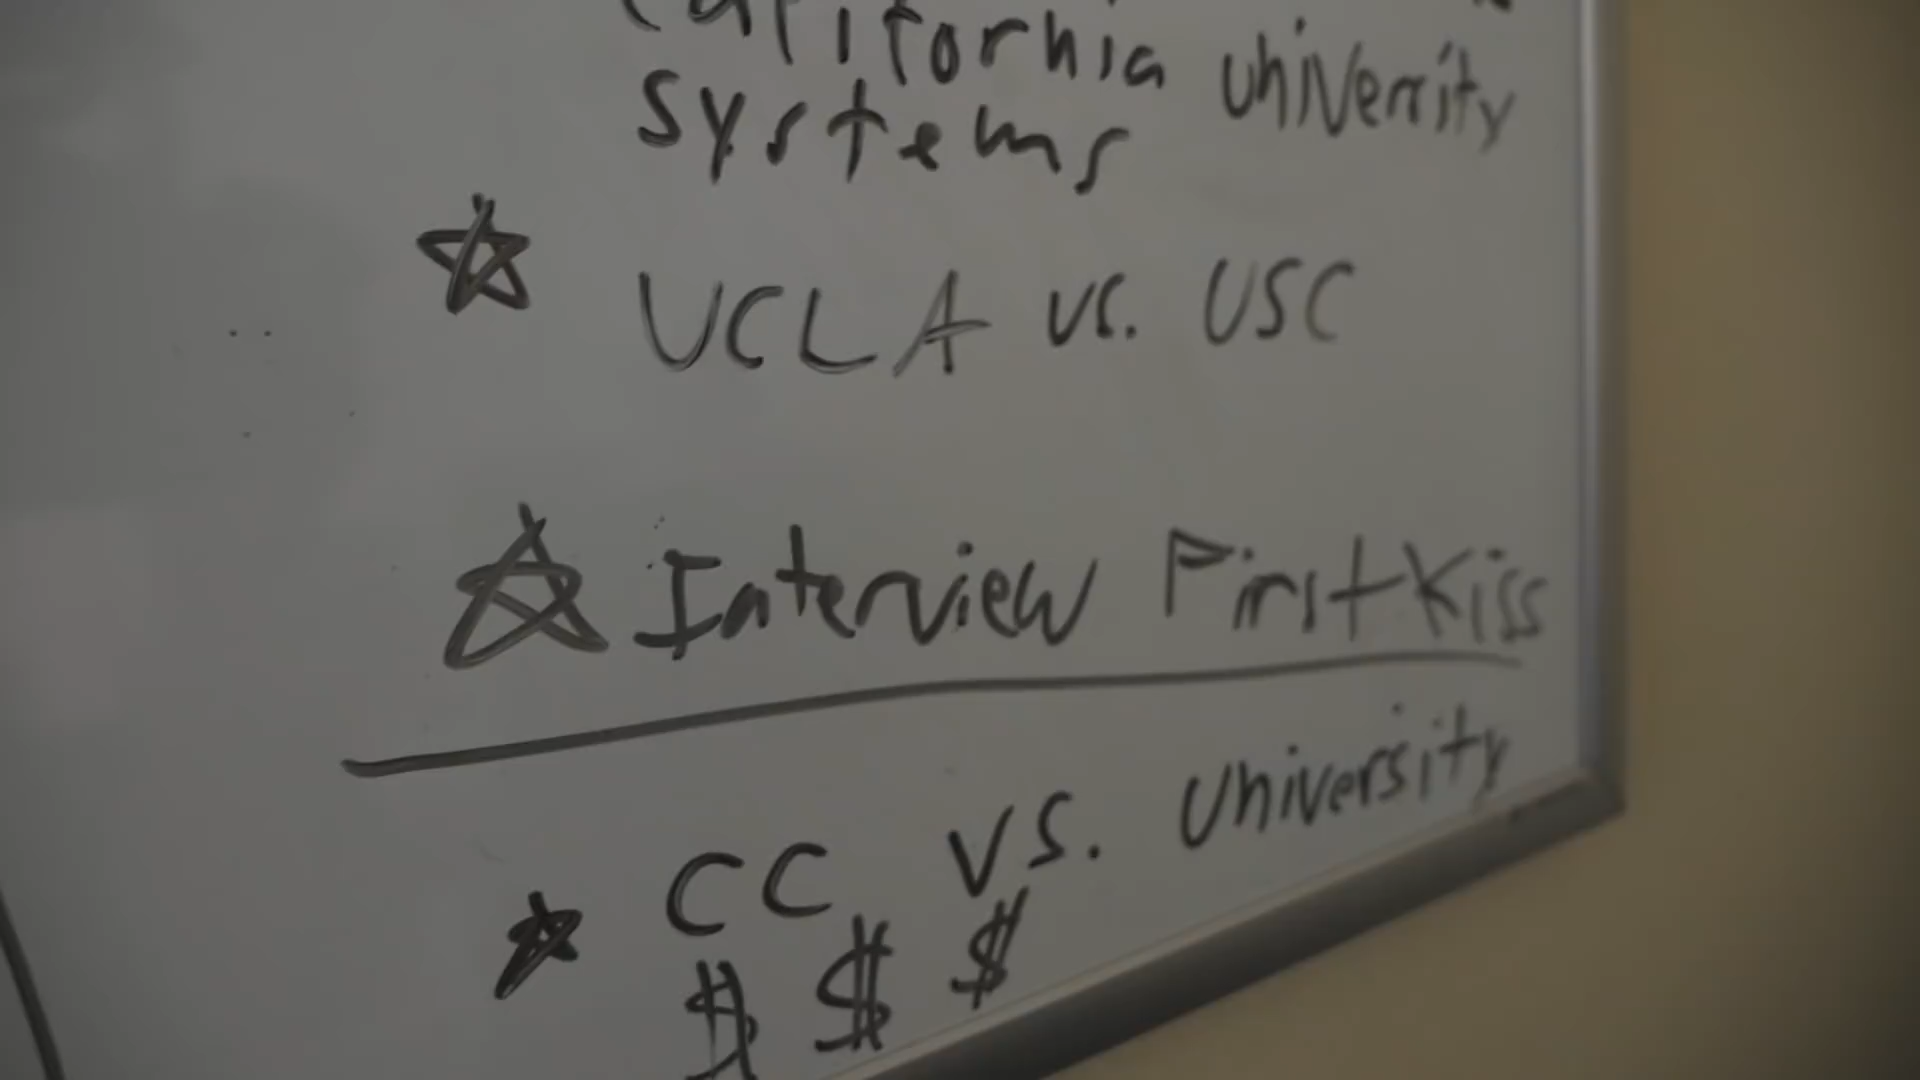 California University
systems
UCLA vs. USC
Interview First Kiss
CC vs. University
$ $ $